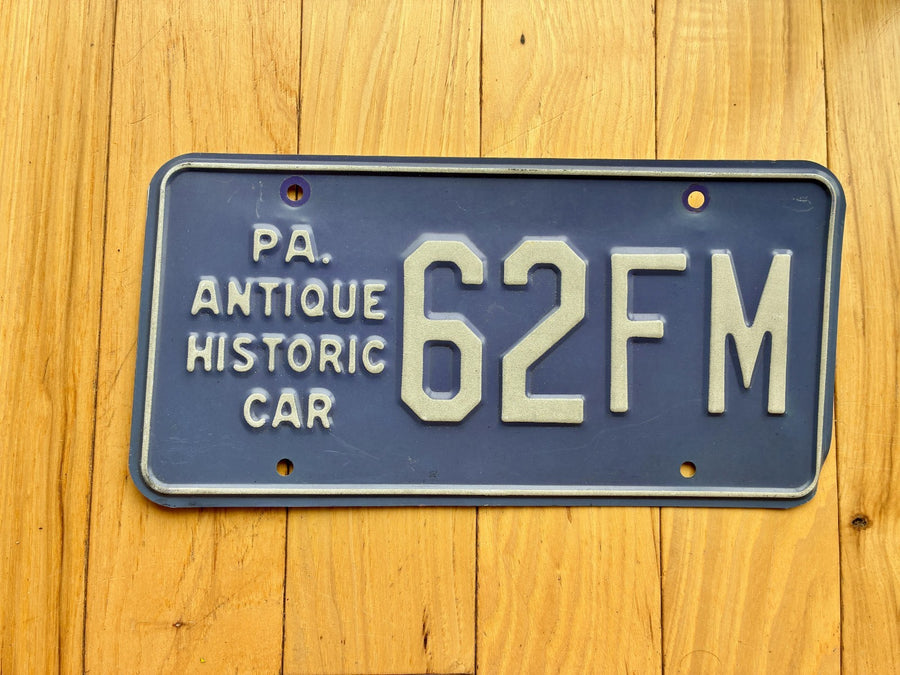 PA.
ANTIQUE
HISTORIC
CAR
62FM